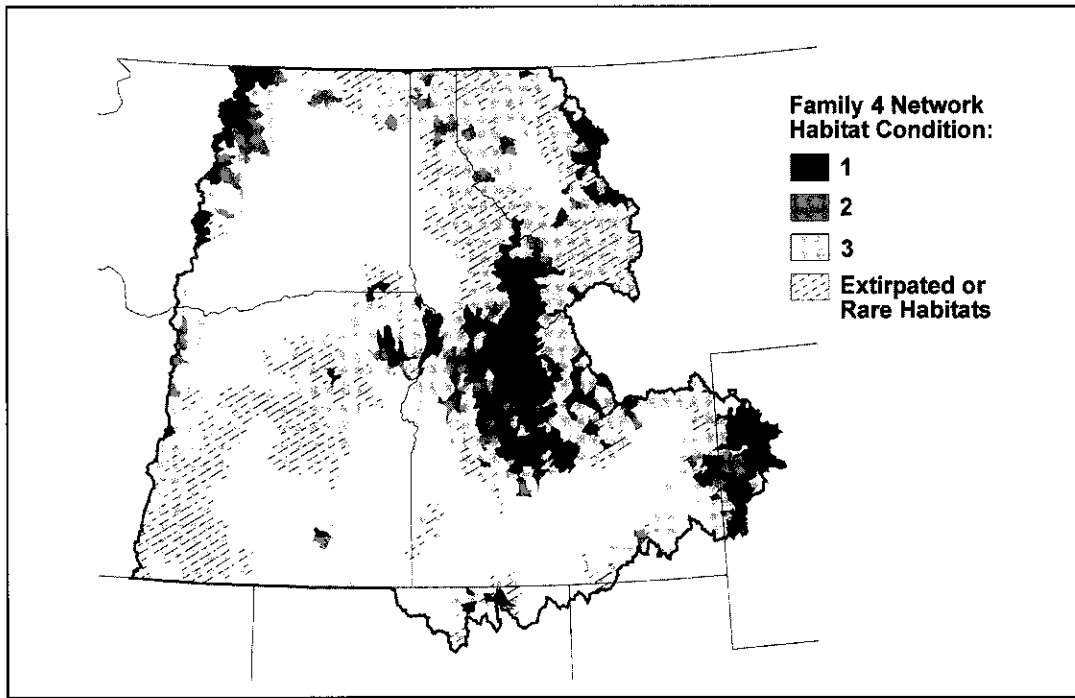 Family 4 Network
Habitat Condition:
1
2
3
Extirpated or
Rare Habitats